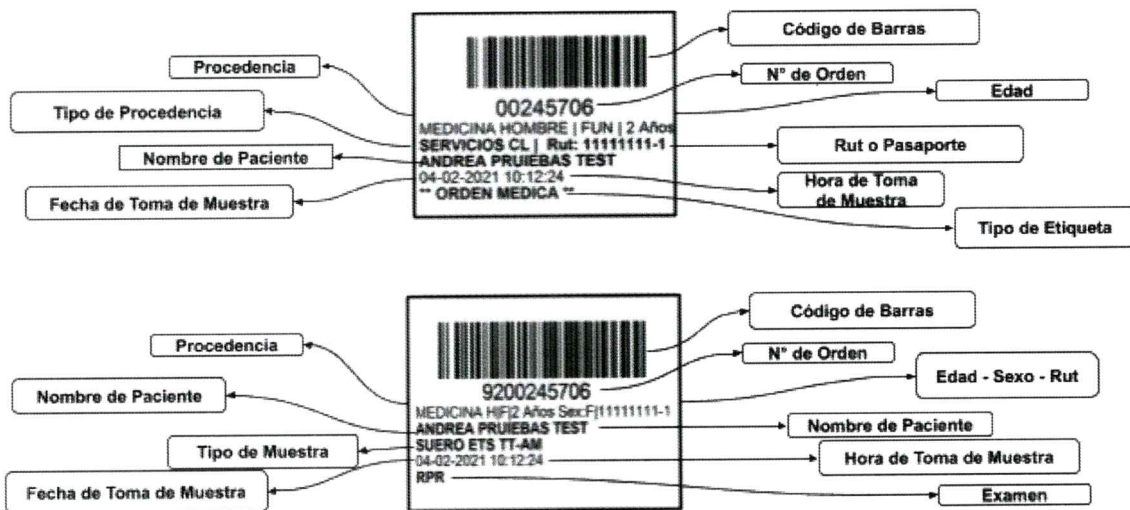 Código de Barras
Procedencia
N° de Orden
Edad
Tipo de Procedencia
00245706
MEDICINA HOMBRE | FUN | 2 Años
SERVICIOS CL | Rut: 11111111-1
Rut o Pasaporte
Nombre de Paciente
ANDREA PRUIEBAS TEST
04-02-2021 10:12:24
Hora de Toma
de Muestra
Fecha de Toma de Muestra
** ORDEN MEDICA **
Tipo de Etiqueta
Código de Barras
Procedencia
N° de Orden
Edad - Sexo - Rut
Nombre de Paciente
9200245706
MEDICINA H|F|2 Años Sex:F|11111111-1
ANDREA PRUIEBAS TEST
Nombre de Paciente
SUERO ETS TT-AM
Tipo de Muestra
04-02-2021 10:12:24
Hora de Toma de Muestra
Fecha de Toma de Muestra
RPR
Examen